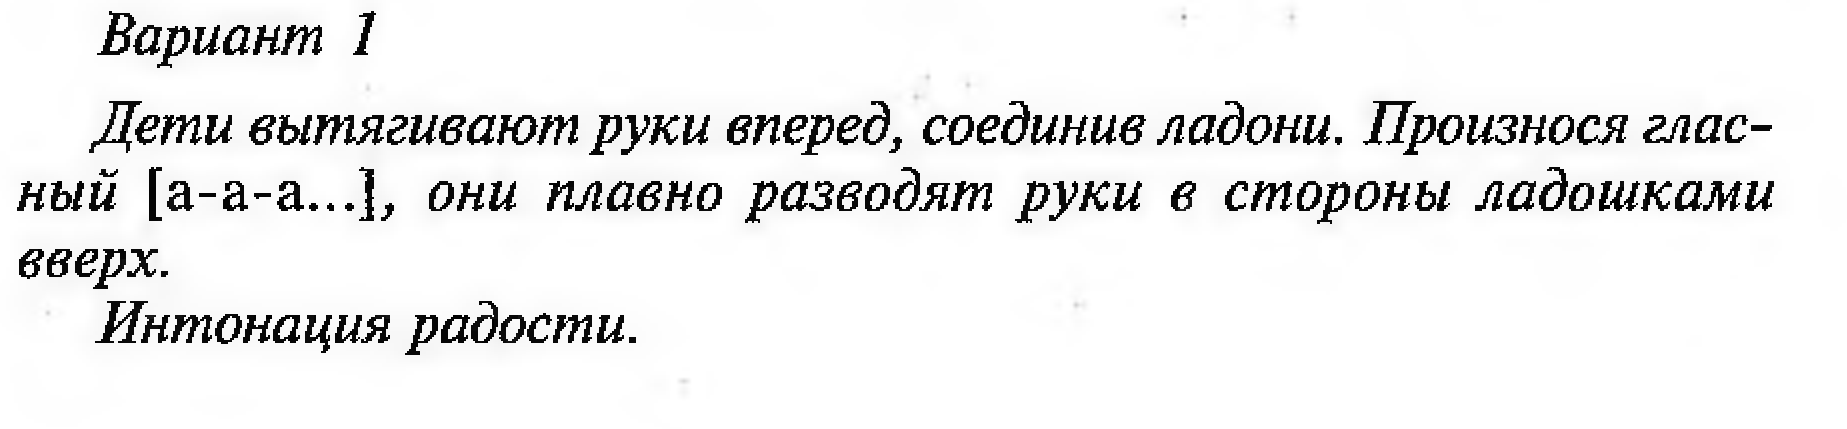 Вариант 1
Дети вытягивают руки вперед, соединив ладони. Произнося глас-
ный [а-а-а...], они плавно разводят руки в стороны ладошками
вверх.
Интонация радости.